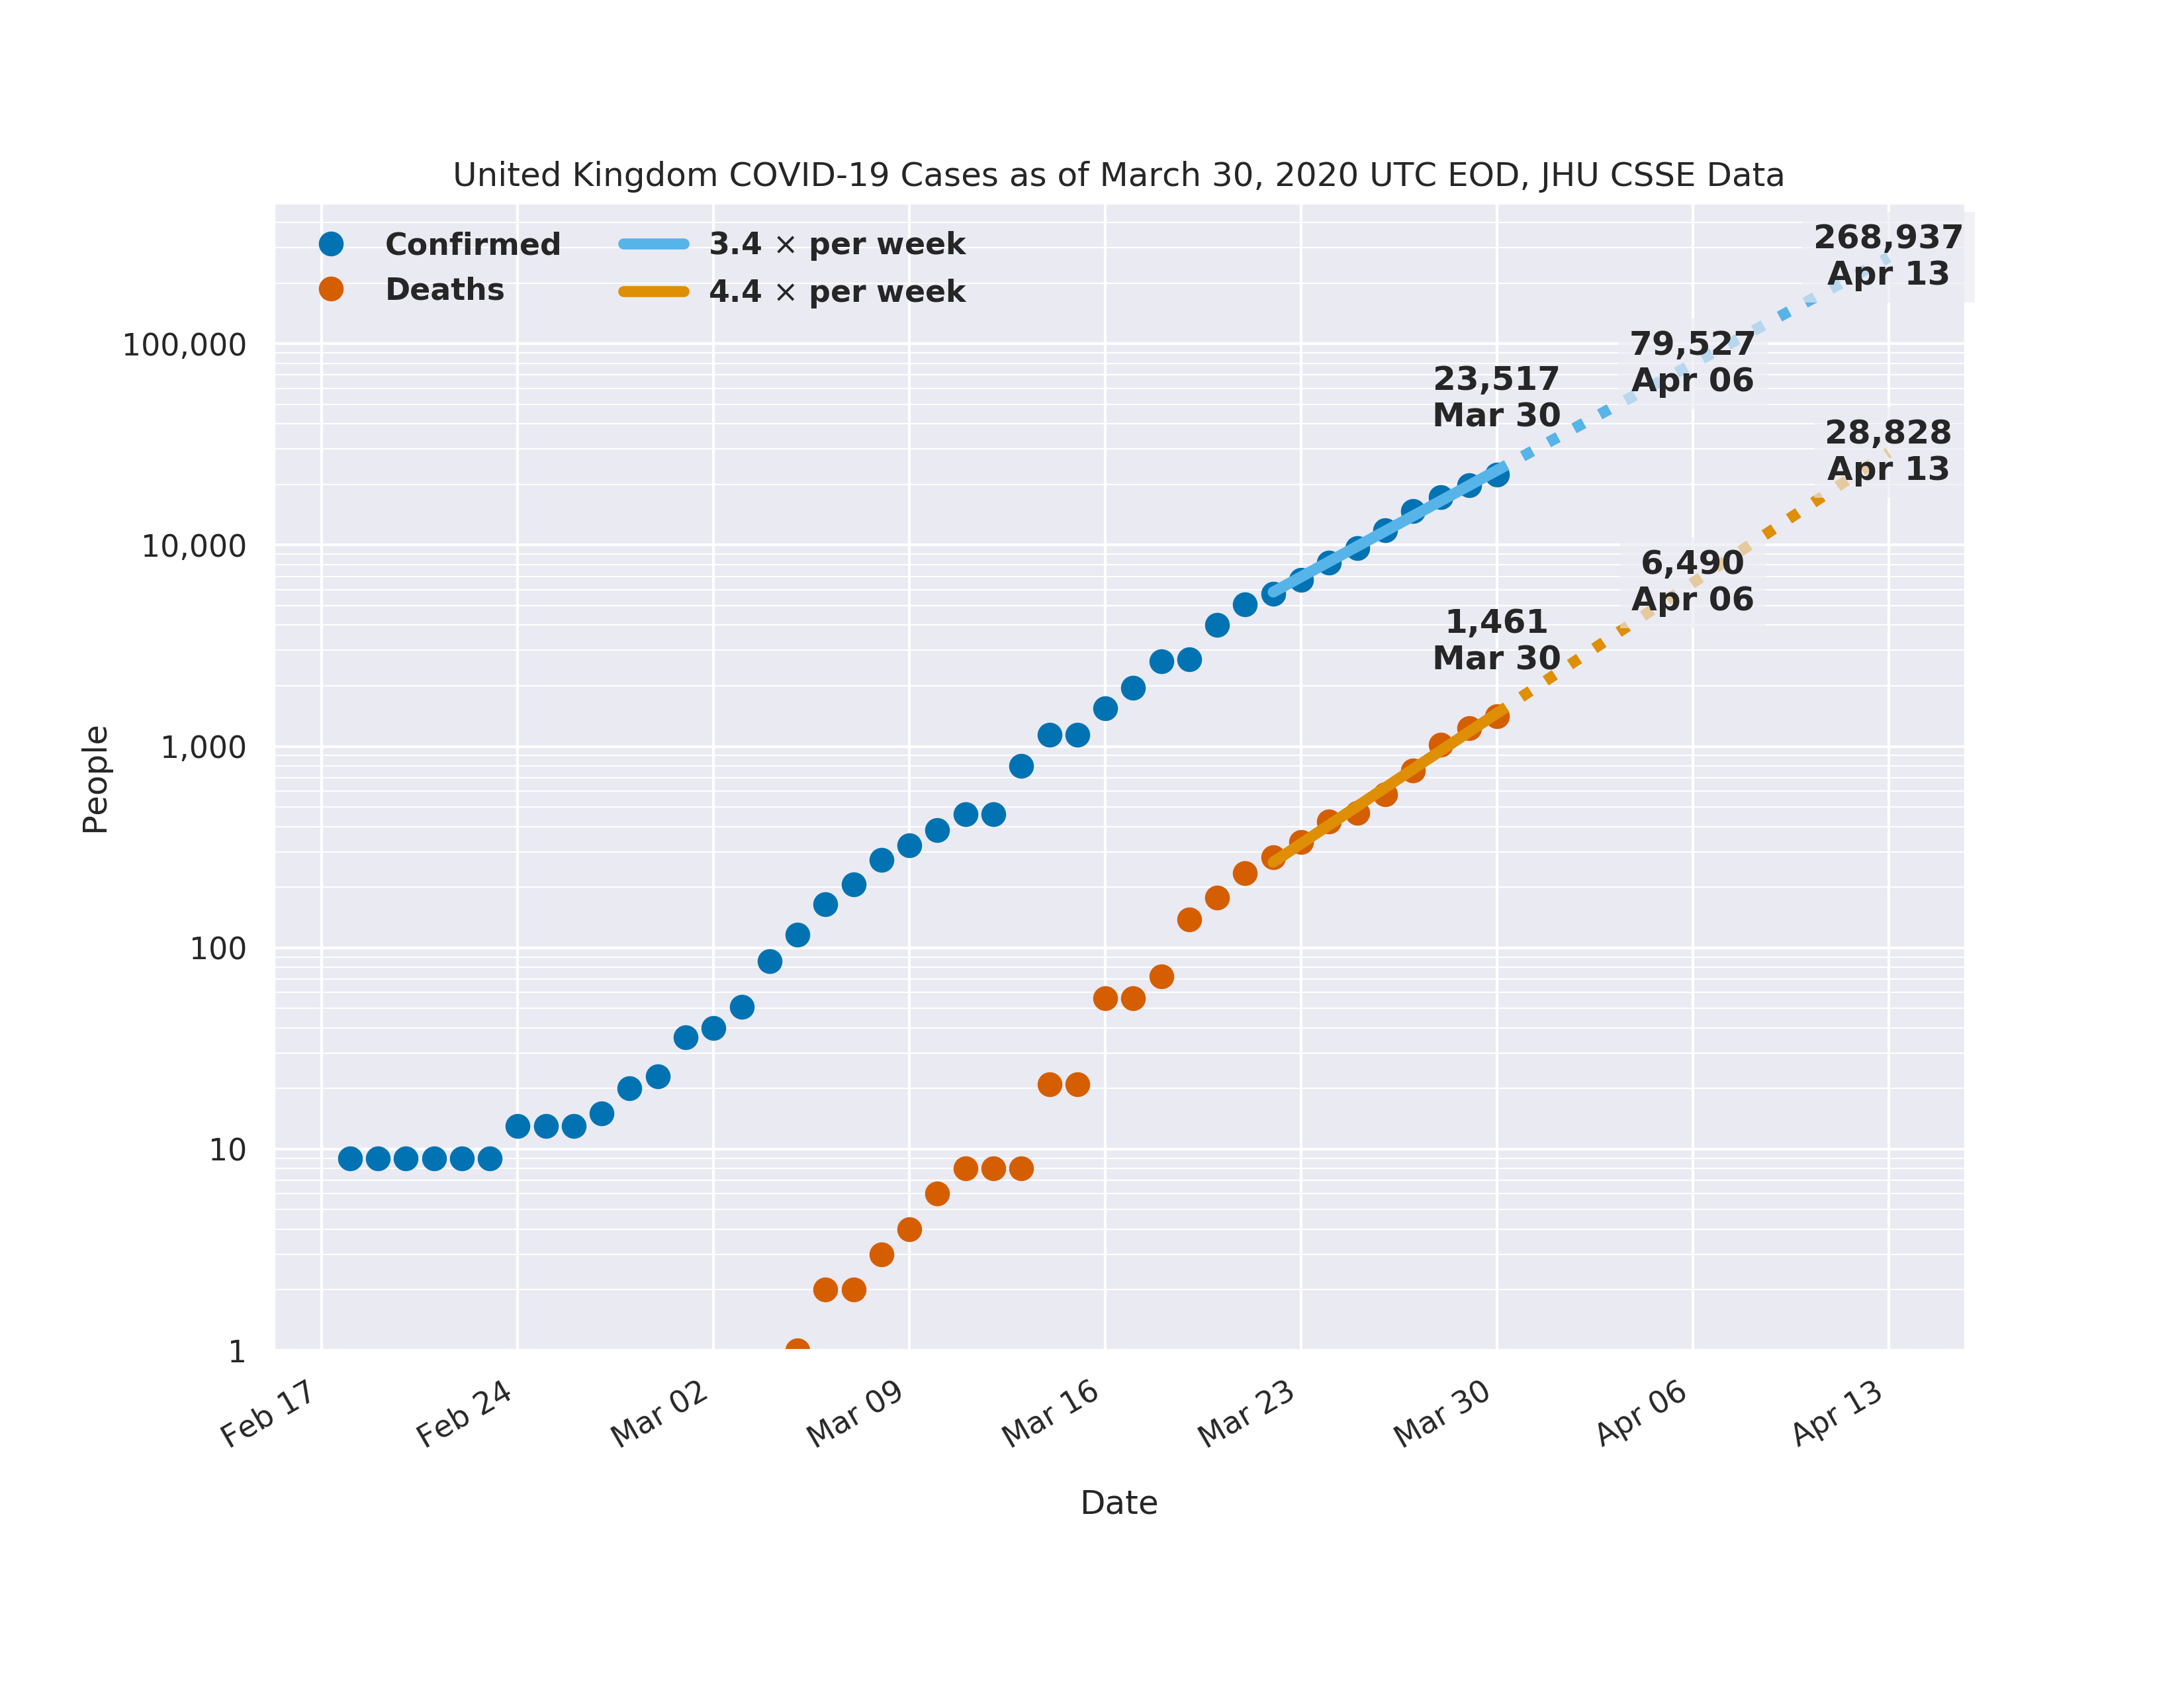 United Kingdom COVID-19 Cases as of March 30, 2020 UTC EOD, JHU CSSE Data
Confirmed
Deaths
3.4 × per week
4.4 × per week
268,937
Apr 13
79,527
Apr 06
23,517
Mar 30
28,828
Apr 13
6,490
Apr 06
1,461
Mar 30
100,000
10,000
1,000
100
10
1
People
Feb 17
Feb 24
Mar 02
Mar 09
Mar 16
Mar 23
Mar 30
Apr 06
Apr 13
Date